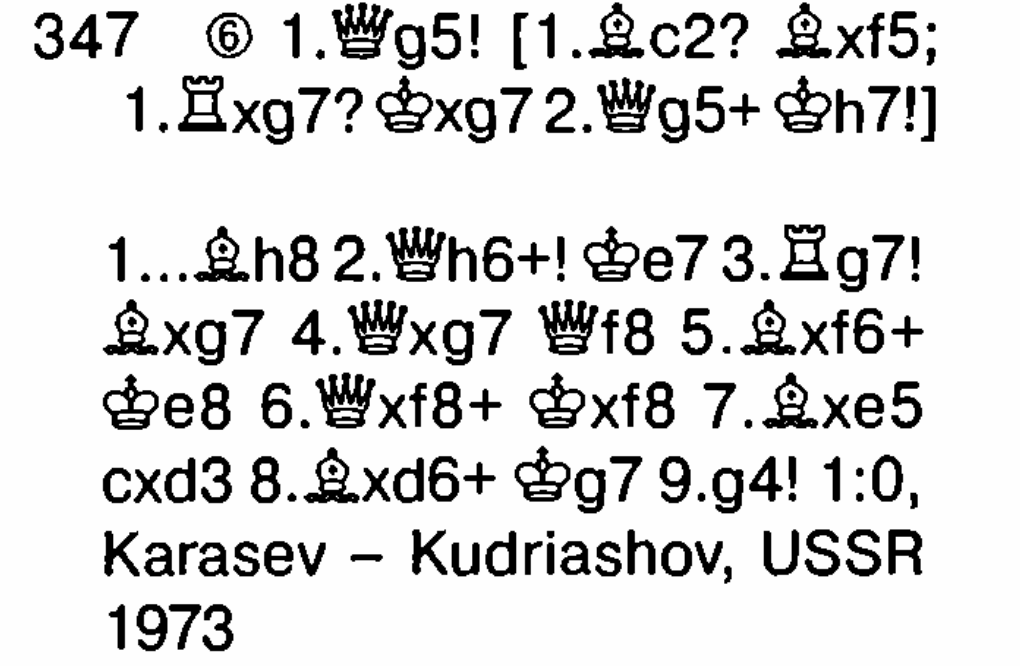 347 ⑥ 1.♕g5! [1.♗c2? ♗xf5;
1.♖xg7? ♔xg7 2.♕g5+ ♔h7!]
1...♗h8 2.♕h6+! ♔e7 3.♖g7!
♗xg7 4.♕xg7 ♕f8 5.♗xf6+
♔e8 6.♕xf8+ ♔xf8 7.♗xe5
cxd3 8.♗xd6+ ♔g7 9.g4! 1:0,
Karasev – Kudriashov, USSR
1973